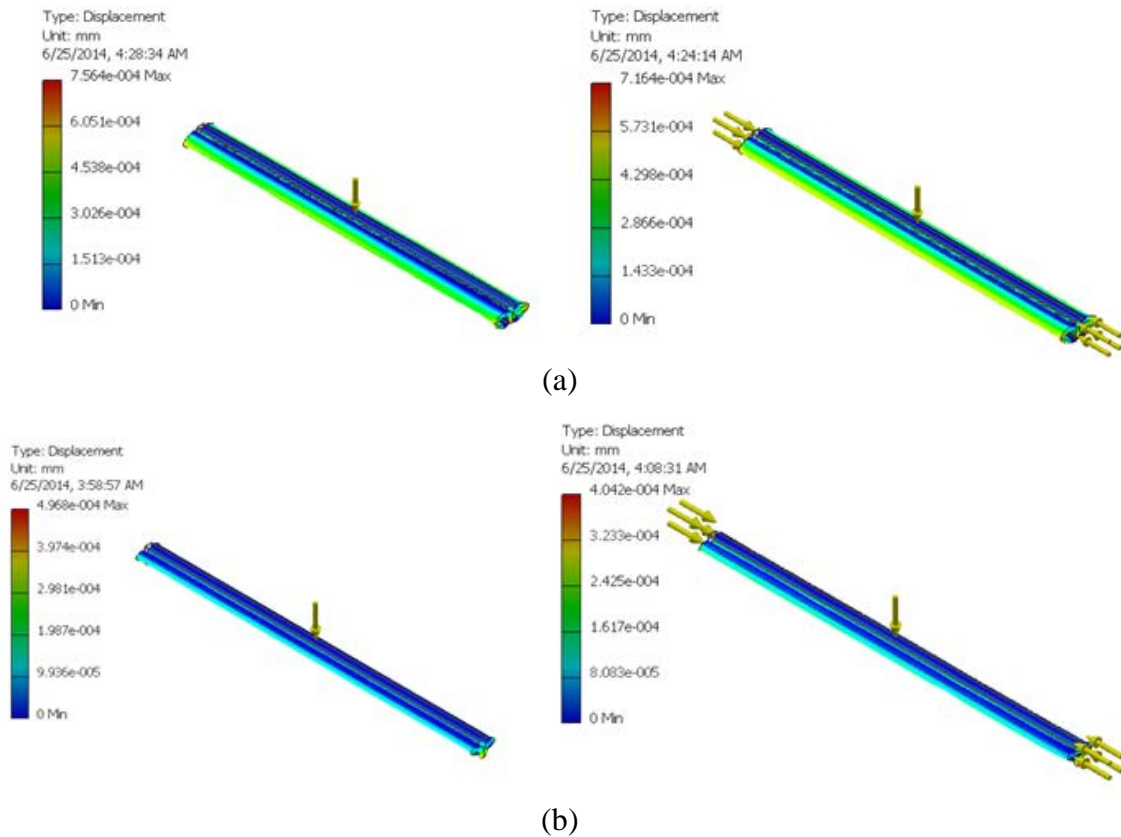 Type: Displacement
Unit: mm
6/25/2014, 4:28:34 AM
7.564e-004 Max
6.051e-004
4.538e-004
3.026e-004
1.513e-004
0 Min
Type: Displacement
Unit: mm
6/25/2014, 4:24:14 AM
7.164e-004 Max
5.731e-004
4.298e-004
2.866e-004
1.433e-004
0 Min
(a)
Type: Displacement
Unit: mm
6/25/2014, 3:58:57 AM
4.968e-004 Max
3.974e-004
2.981e-004
1.987e-004
9.936e-005
0 Min
Type: Displacement
Unit: mm
6/25/2014, 4:08:31 AM
4.042e-004 Max
3.233e-004
2.425e-004
1.617e-004
8.083e-005
0 Min
(b)